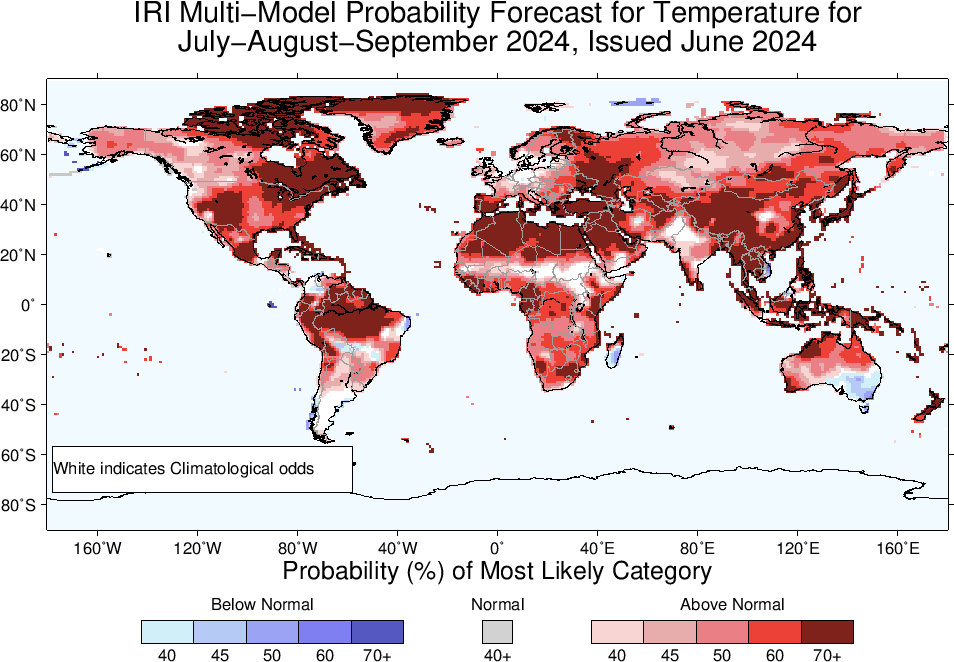 IRI Multi−Model Probability Forecast for Temperature for
July−August−September 2024, Issued June 2024
80˚N
60˚N
40˚N
20˚N
0˚
20˚S
40˚S
60˚S
80˚S
White indicates Climatological odds
160˚W 120˚W 80˚W 40˚W 0˚ 40˚E 80˚E 120˚E 160˚E
Probability (%) of Most Likely Category
Below Normal Normal Above Normal
40 45 50 60 70+ 40+ 40 45 50 60 70+